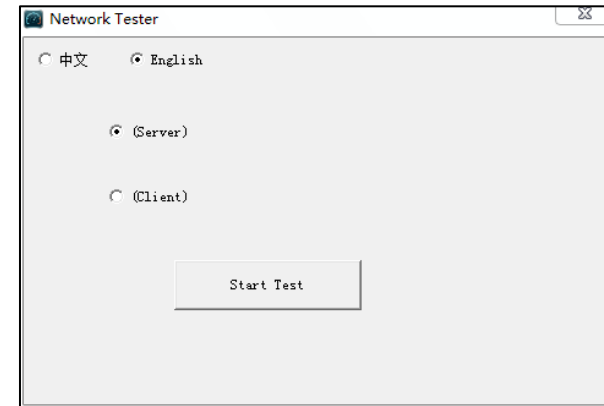 Network Tester
中文 English
(Server)
(Client)
Start Test